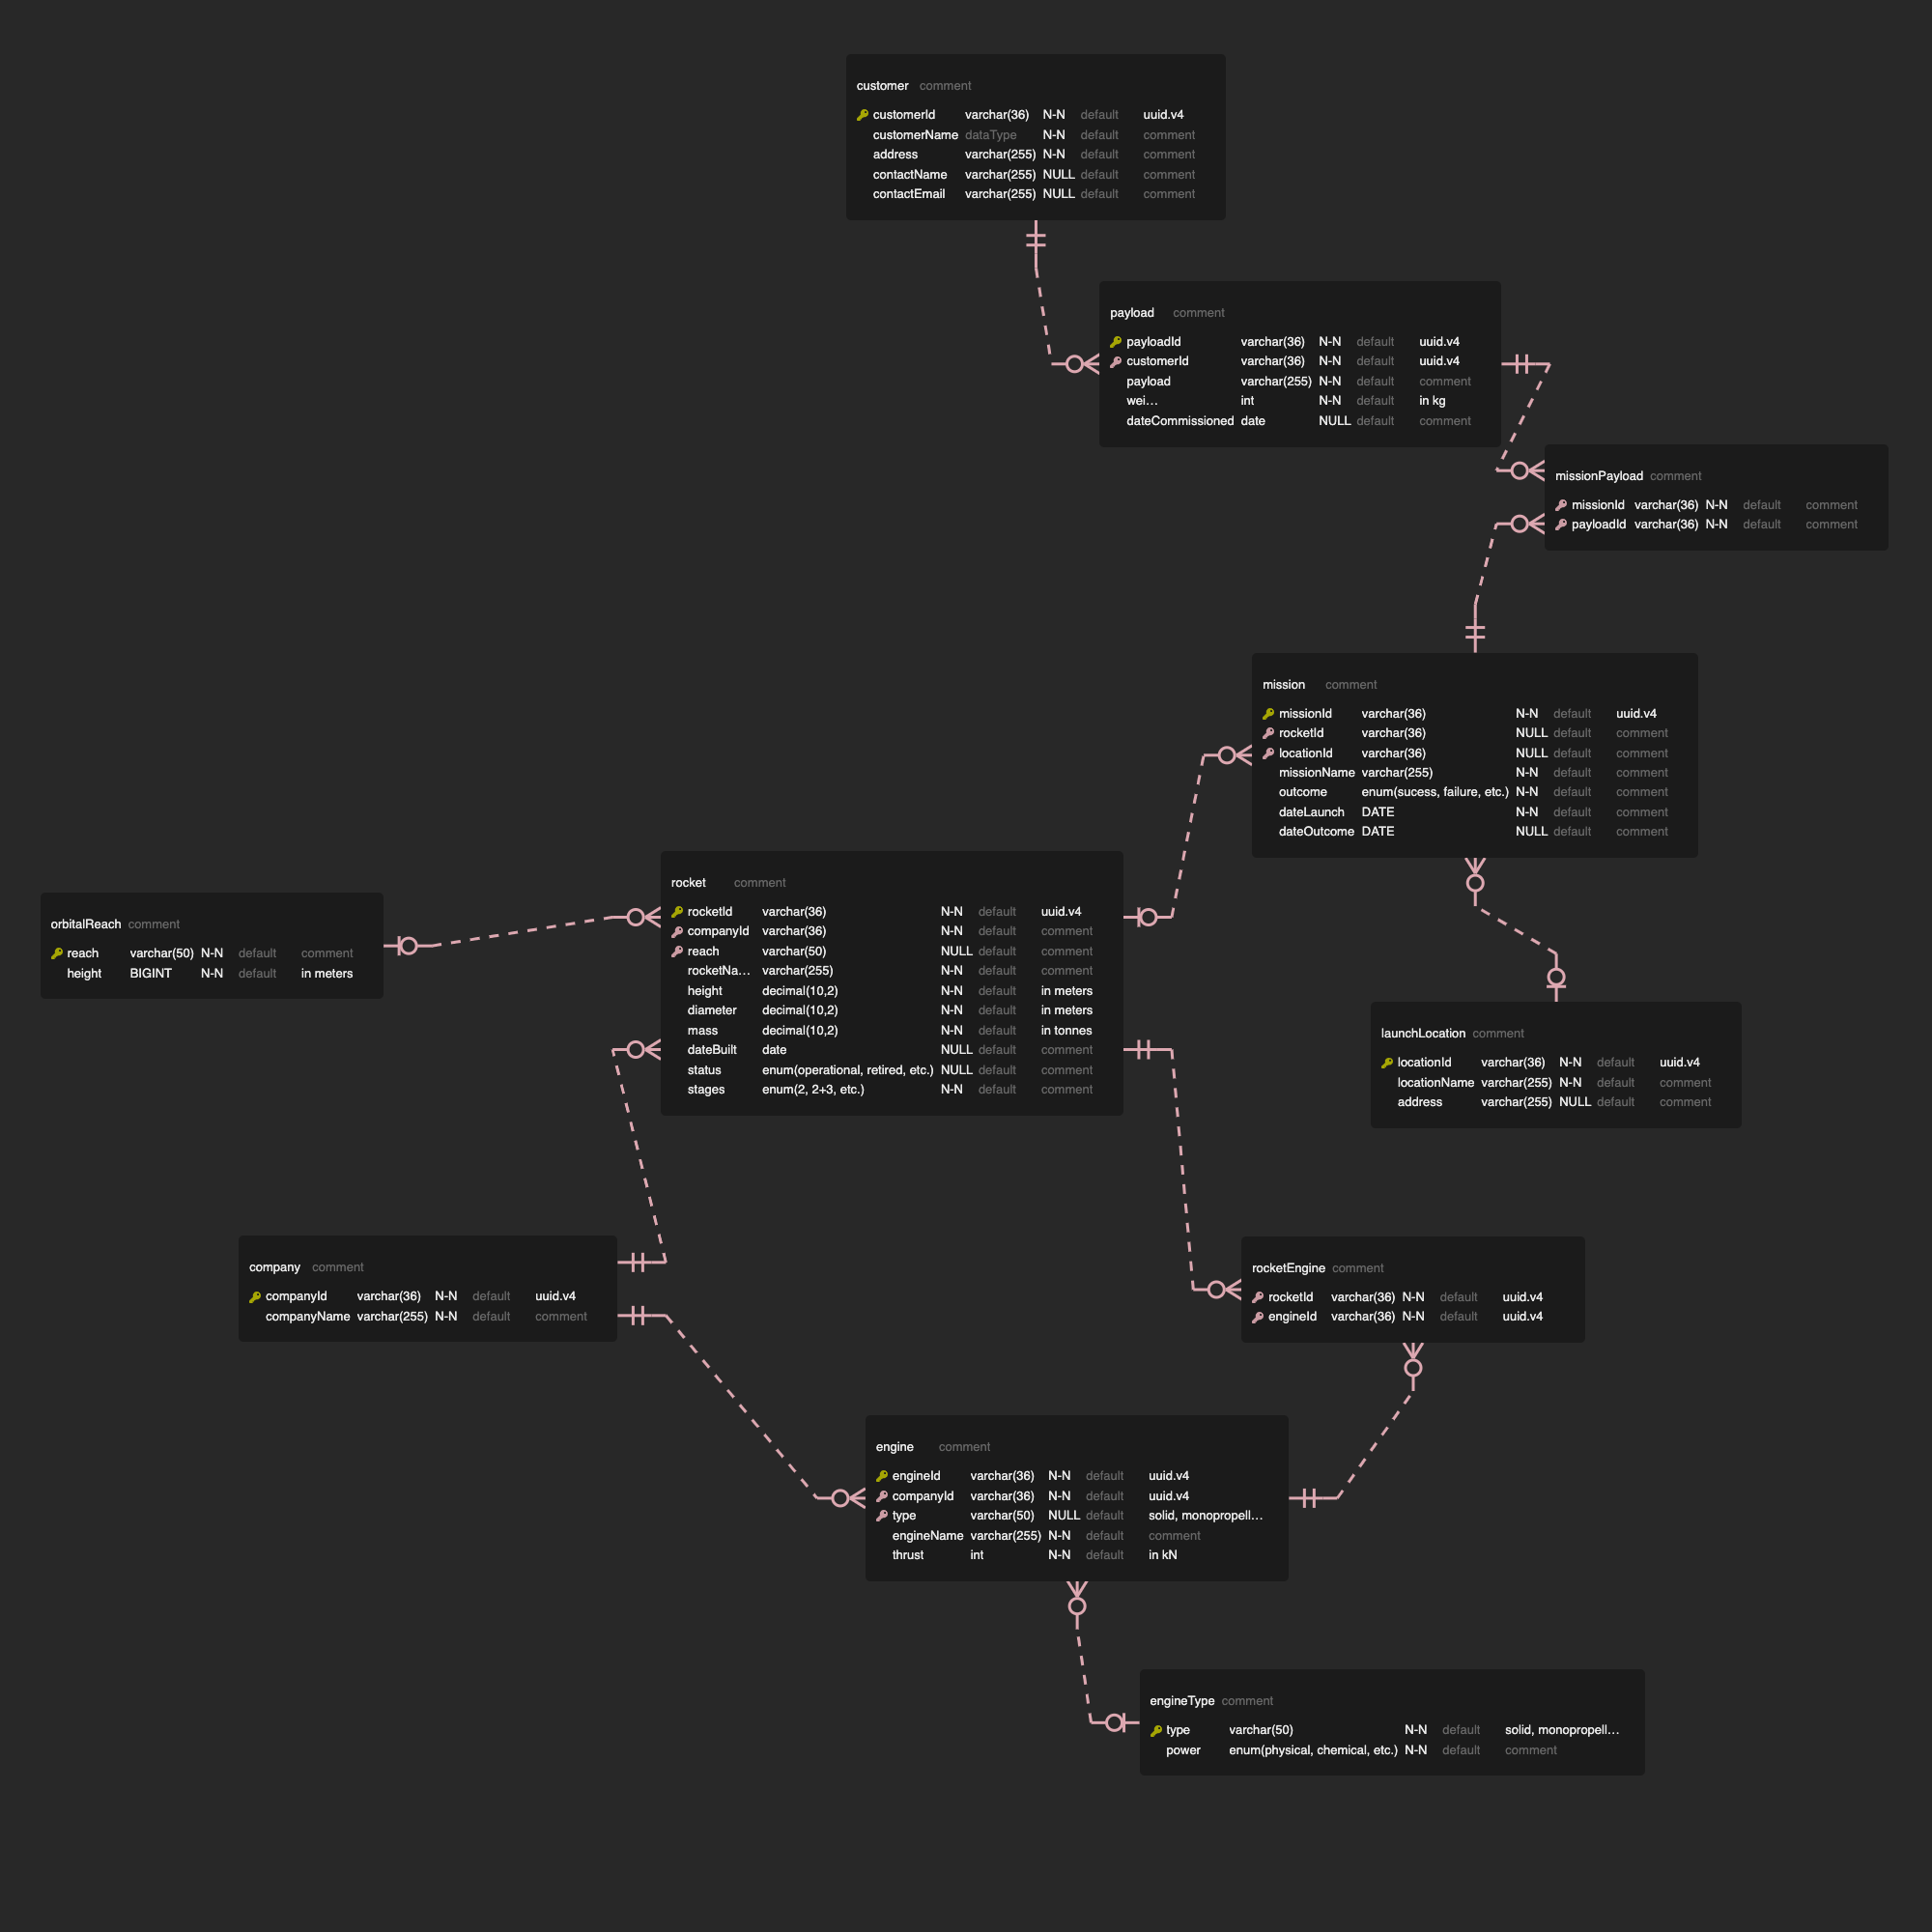 customer comment
customerId varchar(36) N-N default uuid.v4
customerName dataType N-N default comment
address varchar(255) N-N default comment
contactName varchar(255) NULL default comment
contactEmail varchar(255) NULL default comment
payload comment
payloadId varchar(36) N-N default uuid.v4
customerId varchar(36) N-N default uuid.v4
payload varchar(255) N-N default comment
wei... int N-N default in kg
dateCommissioned date NULL default comment
missionPayload comment
missionId varchar(36) N-N default comment
payloadId varchar(36) N-N default comment
mission comment
missionId varchar(36) N-N default uuid.v4
rocketId varchar(36) NULL default comment
locationId varchar(36) NULL default comment
missionName varchar(255) N-N default comment
outcome enum(sucess, failure, etc.) N-N default comment
dateLaunch DATE N-N default comment
dateOutcome DATE NULL default comment
rocket comment
rocketId varchar(36) N-N default uuid.v4
companyId varchar(36) N-N default comment
reach varchar(50) NULL default comment
rocketNa... varchar(255) N-N default comment
height decimal(10,2) N-N default in meters
diameter decimal(10,2) N-N default in meters
mass decimal(10,2) N-N default in tonnes
dateBuilt date NULL default comment
status enum(operational, retired, etc.) NULL default comment
stages enum(2, 2+3, etc.) N-N default comment
orbitalReach comment
reach varchar(50) N-N default comment
height BIGINT N-N default in meters
launchLocation comment
locationId varchar(36) N-N default uuid.v4
locationName varchar(255) N-N default comment
address varchar(255) NULL default comment
company comment
companyId varchar(36) N-N default uuid.v4
companyName varchar(255) N-N default comment
rocketEngine comment
rocketId varchar(36) N-N default uuid.v4
engineId varchar(36) N-N default uuid.v4
engine comment
engineId varchar(36) N-N default uuid.v4
companyId varchar(36) N-N default uuid.v4
type varchar(50) NULL default solid, monopropell...
engineName varchar(255) N-N default comment
thrust int N-N default in kN
engineType comment
type varchar(50) N-N default solid, monopropell...
power enum(physical, chemical, etc.) N-N default comment